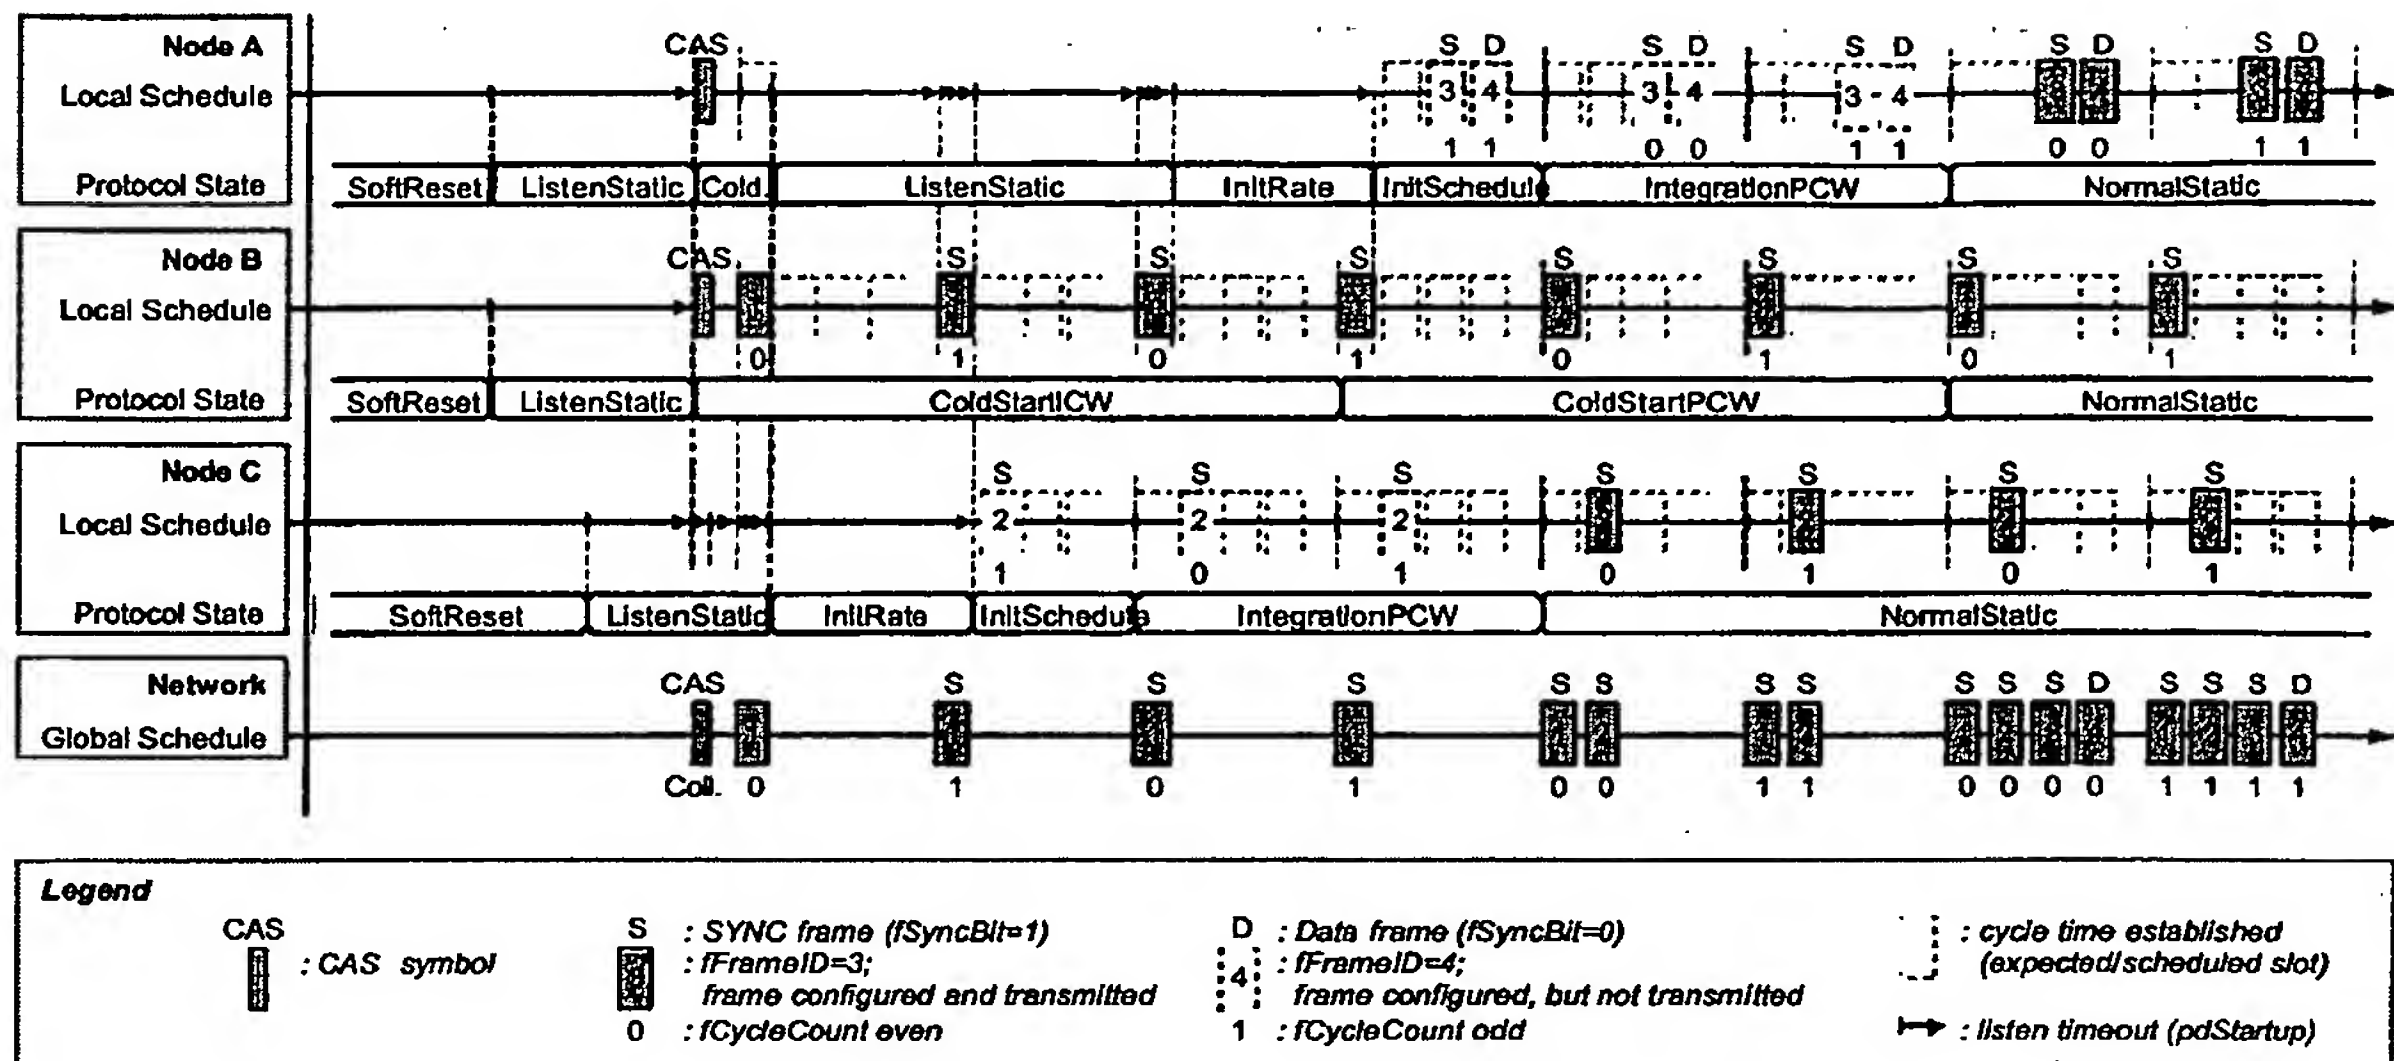 Node A
CAS S D S D S D S D S D
Local Schedule
3 4 3 4 3 4
1 1 0 0 1 1 0 0 1 1
Protocol State SoftReset ListenStatic Cold. ListenStatic InitRate InitSchedule IntegrationPCW NormalStatic
Node B
CAS S S S S S S S
Local Schedule
0 1 0 1 0 1 0 1
Protocol State SoftReset ListenStatic ColdStartICW ColdStartPCW NormalStatic
Node C
S S S S S S S
Local Schedule
2 2 2
1 0 1 0 1 0 1
Protocol State SoftReset ListenStatic InitRate InitSchedule IntegrationPCW NormalStatic
Network
CAS S S S S S S S S S S D S S S D
Global Schedule
Coll. 0 1 0 1 0 0 1 1 0 0 0 0 1 1 1 1
Legend
CAS
: CAS symbol
S : SYNC frame (fSyncBit=1)
: fFrameID=3;
frame configured and transmitted
0 : fCycleCount even
D : Data frame (fSyncBit=0)
4 : fFrameID=4;
frame configured, but not transmitted
1 : fCycleCount odd
: cycle time established
(expected/scheduled slot)
: listen timeout (pdStartup)